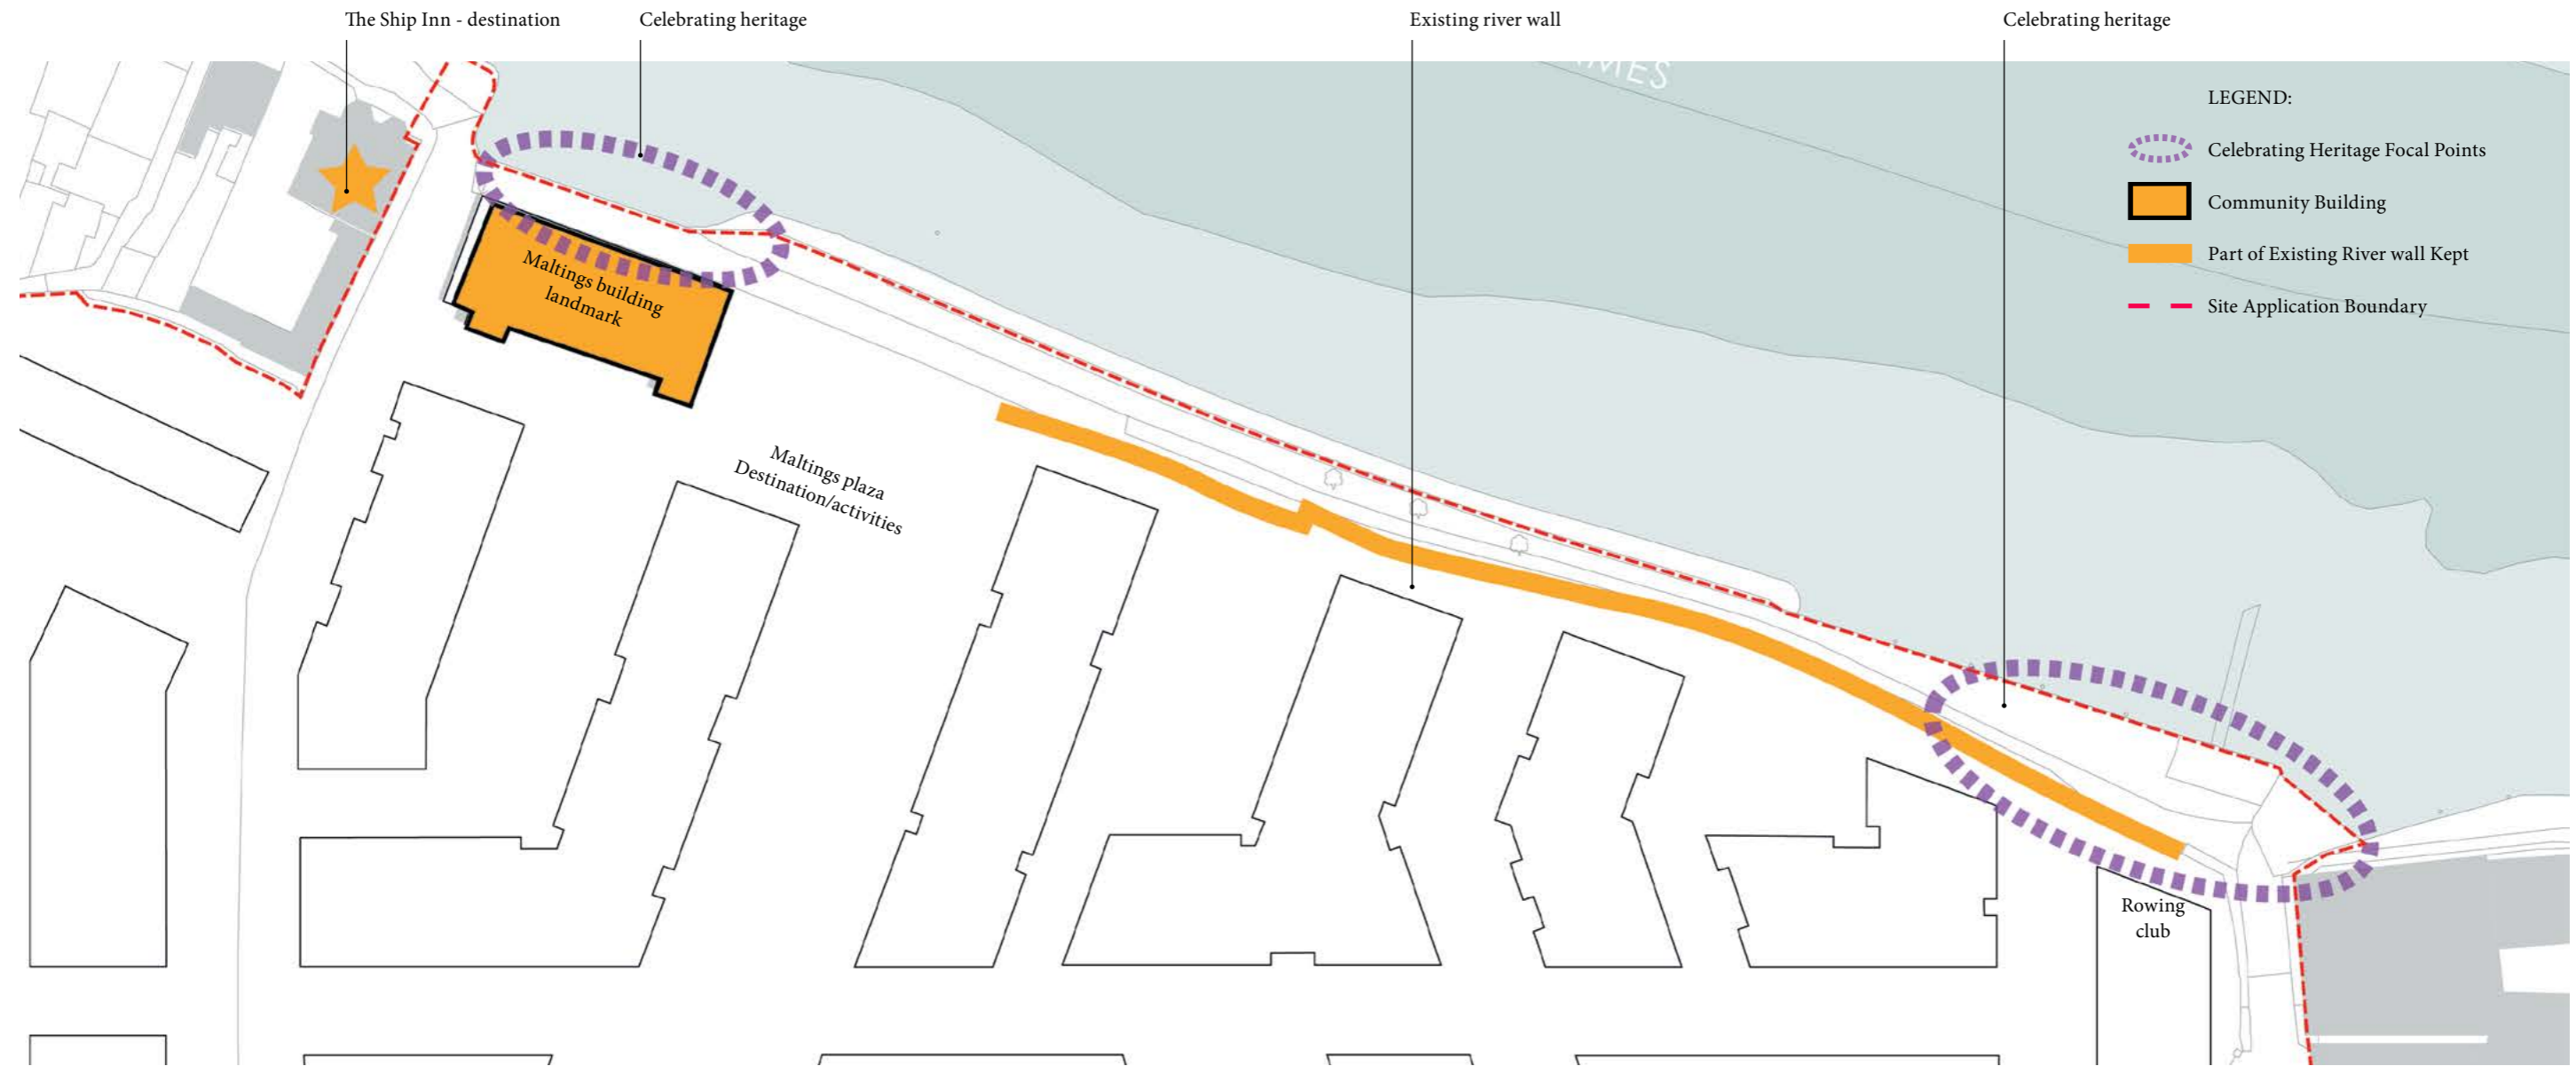 The Ship Inn - destination
Celebrating heritage
Existing river wall
Celebrating heritage
MES
LEGEND:
Celebrating Heritage Focal Points
Community Building
Part of Existing River wall Kept
Site Application Boundary
Maltings building
landmark
Maltings plaza
Destination/activities
Rowing
club